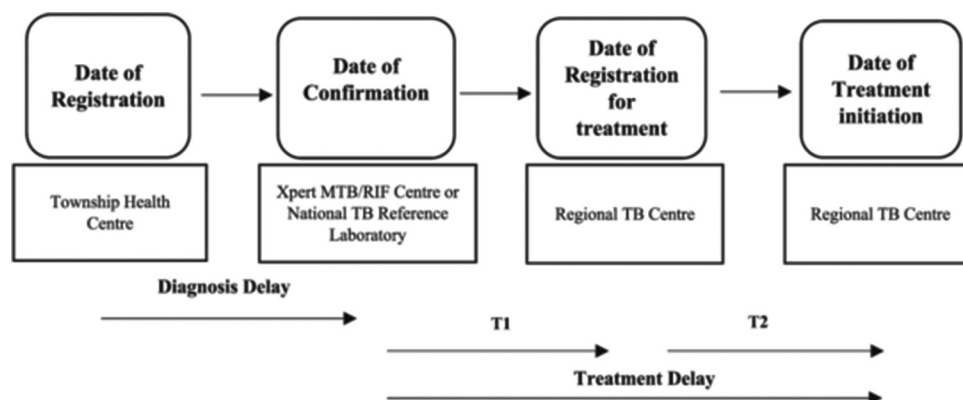 Date of
Registration
Date of
Confirmation
Date of
Registration
for
treatment
Date of
Treatment
initiation
Township Health
Centre
Xpert MTB/RIF Centre or
National TB Reference
Laboratory
Regional TB Centre
Regional TB Centre
Diagnosis Delay
T1
T2
Treatment Delay